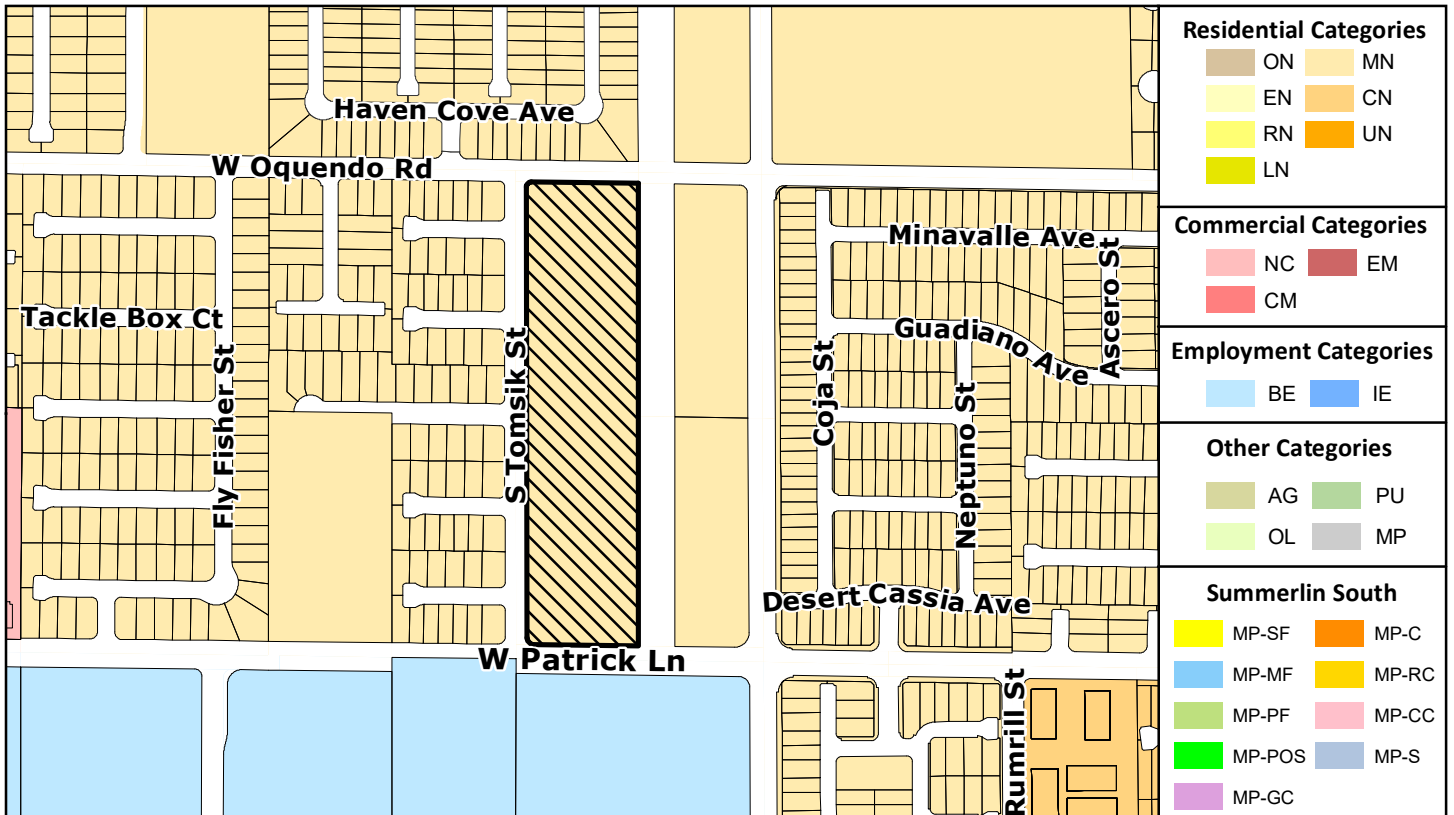 Haven Cove Ave
W Oquendo Rd
Minavalle Ave
Ascero St
Tackle Box Ct
Guadiano Ave
Fly Fisher St
S Tomsik St
Coja St
Neptuno St
Desert Cassia Ave
W Patrick Ln
Rumrill St
Residential Categories
ON MN
EN CN
RN UN
LN
Commercial Categories
NC EM
CM
Employment Categories
BE IE
Other Categories
AG PU
OL MP
Summerlin South
MP-SF MP-C
MP-MF MP-RC
MP-PF MP-CC
MP-POS MP-S
MP-GC